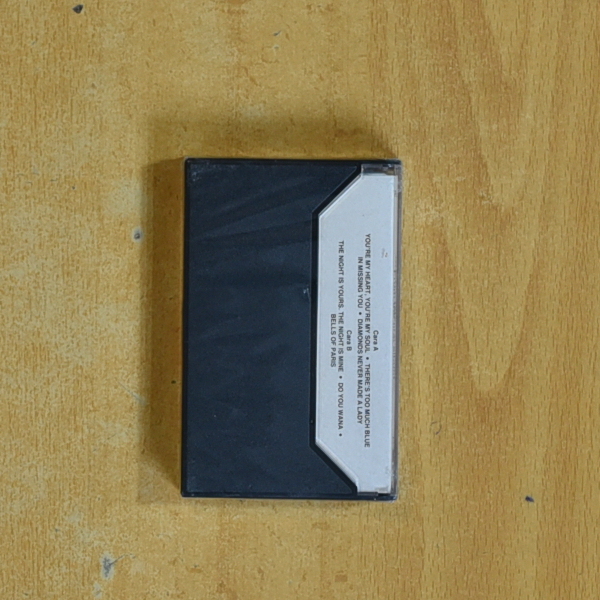 Cara A
YOU'RE MY HEART, YOU'RE MY SOUL • THERE'S TOO MUCH BLUE
IN MISSING YOU • DIAMONDS NEVER MADE A LADY
Cara B
THE NIGHT IS YOURS, THE NIGHT IS MINE • DO YOU WANA •
BELLS OF PARIS